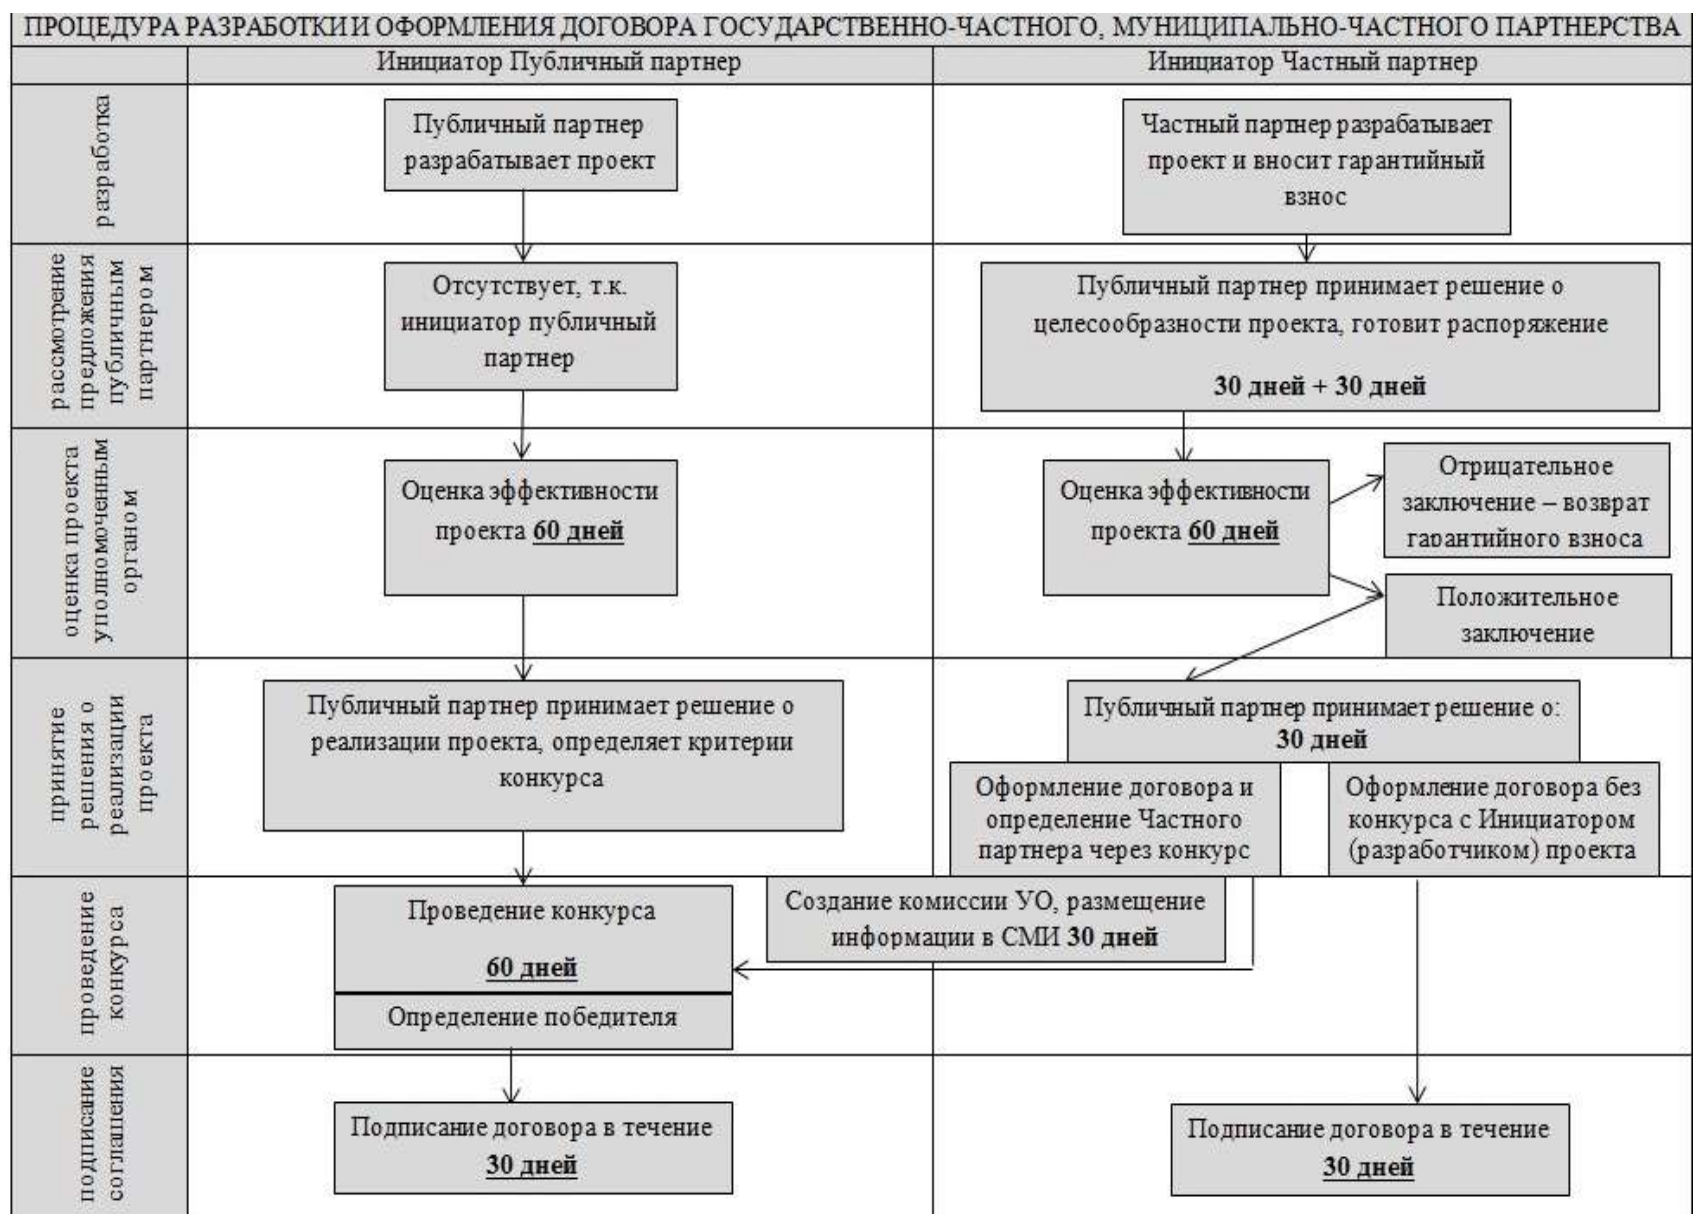 ПРОЦЕДУРА РАЗРАБОТКИ И ОФОРМЛЕНИЯ ДОГОВОРА ГОСУДАРСТВЕННО-ЧАСТНОГО, МУНИЦИПАЛЬНО-ЧАСТНОГО ПАРТНЕРСТВА
Инициатор Публичный партнер
Инициатор Частный партнер
разработка
Публичный партнер
разрабатывает проект
Частный партнер разрабатывает
проект и вносит гарантийный
взнос
рассмотрение
предложения
публичным
партнером
Отсутствует, т.к.
инициатор публичный
партнер
Публичный партнер принимает решение о
целесообразности проекта, готовит распоряжение
30 дней + 30 дней
оценка проекта
уполномоченным
органом
Оценка эффективности
проекта 60 дней
Оценка эффективности
проекта 60 дней
Отрицательное
заключение – возврат
гарантийного взноса
Положительное
заключение
принятие
решения о
реализации
проекта
Публичный партнер принимает решение о
реализации проекта, определяет критерии
конкурса
Публичный партнер принимает решение о:
30 дней
Оформление договора и
определение Частного
партнера через конкурс
Оформление договора без
конкурса с Инициатором
(разработчиком) проекта
проведение
конкурса
Проведение конкурса
60 дней
Определение победителя
Создание комиссии УО, размещение
информации в СМИ 30 дней
подписание
соглашения
Подписание договора в течение
30 дней
Подписание договора в течение
30 дней